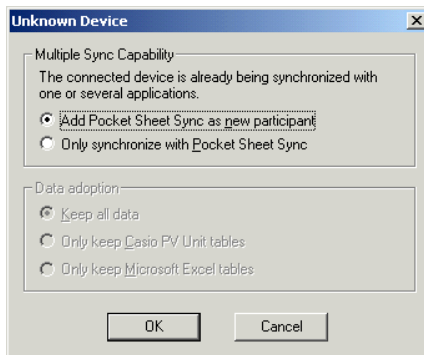 Unknown Device
Multiple Sync Capability
The connected device is already being synchronized with
one or several applications.
Add Pocket Sheet Sync as new participant
Only synchronize with Pocket Sheet Sync
Data adoption
Keep all data
Only keep Casio PV Unit tables
Only keep Microsoft Excel tables
OK Cancel